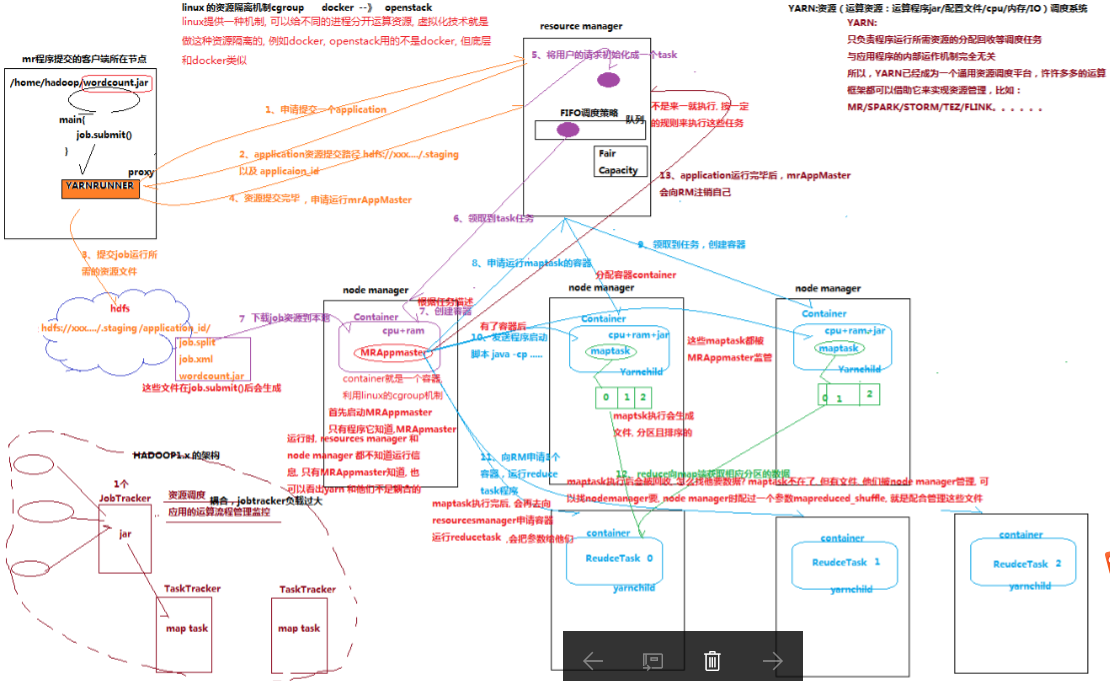 linux 的资源隔离机制cgroup docker --》 openstack
linux提供一种机制, 可以给不同的进程分开运算资源, 虚拟化技术就是
做这种资源隔离的, 例如docker, openstack用的不是docker, 但底层
和docker类似
YARN:资源（运算资源：运算程序jar/配置文件/cpu/内存/IO）调度系统
YARN:
只负责程序运行所需资源的分配回收等调度任务
与应用程序的内部运作机制完全无关
所以，YARN已经成为一个通用资源调度平台，许许多多的运算
框架都可以借助它来实现资源管理，比如：
MR/SPARK/STORM/TEZ/FLINK。。。。。。
mr程序提交的客户端所在节点
/home/hadoop/wordcount.jar
main(
job.submit()
)
proxy
YARNRUNNER
1、申请提交一个application
2、application资源提交路径 hdfs://xxx..../.staging
以及 applicaion_id
4、资源提交完毕，申请运行mrAppMaster
3、提交job运行所
需的资源文件
resource manager
5、将用户的请求初始化成一个task
FIFO调度策略
队列
不是来一就执行, 按一定
的规则来执行这些任务
Fair
Capacity
13、application运行完毕后，mrAppMaster
会向RM注销自己
6、领取到task任务
8、申请运行maptask的容器
9、领取到任务，创建容器
分配容器container
hdfs
hdfs://xxx..../.staging /application_id/
job.split
job.xml
wordcount.jar
这些文件在job.submit()后会生成
7 下载job资源到本地
node manager
根据任务描述
7、创建容器
Container
cpu+ram
MRAppmaster
container就是一个容器,
利用linux的cgroup机制
首先启动MRAppmaster
只有程序它知道,MRApmaster
运行时, resources manager 和
node manager 都不知道运行信
息, 只有MRAppmaster知道, 也
可以看出yarn 和他们不是耦合的
有了容器后
10、发送程序启动
脚本 java -cp .....
node manager
Container
cpu+ram+jar
maptask
Yarnchild
0 1 2
maptsk执行会生成
文件, 分区且排序的
这些maptask都被
MRAppmaster监管
node manager
Container
cpu+ram+jar
maptask
Yarnchild
0 1 2
11、向RM申请3个
容器，运行reduce
task程序
12、reduce向map端获取相应分区的数据
maptask执行后会被回收, 怎么找他要数据? maptask不在了, 但有文件, 他们被node manager管理, 可
以找nodemanager要, node manager时配过一个参数mapreduced_shuffle, 就是配合管理这些文件
maptask执行完后, 会再去向
resourcesmanager申请容器
运行reducetask ,会把参数给他们
container
ReudceTask 0
yarnchild
container
ReudceTask 1
yarnchild
container
ReudceTask 2
yarnchild
HADOOP1.x 的架构
1个
JobTracker
jar
资源调度
耦合, jobtracker负载过大
应用的运算流程管理监控
TaskTracker
map task
TaskTracker
map task